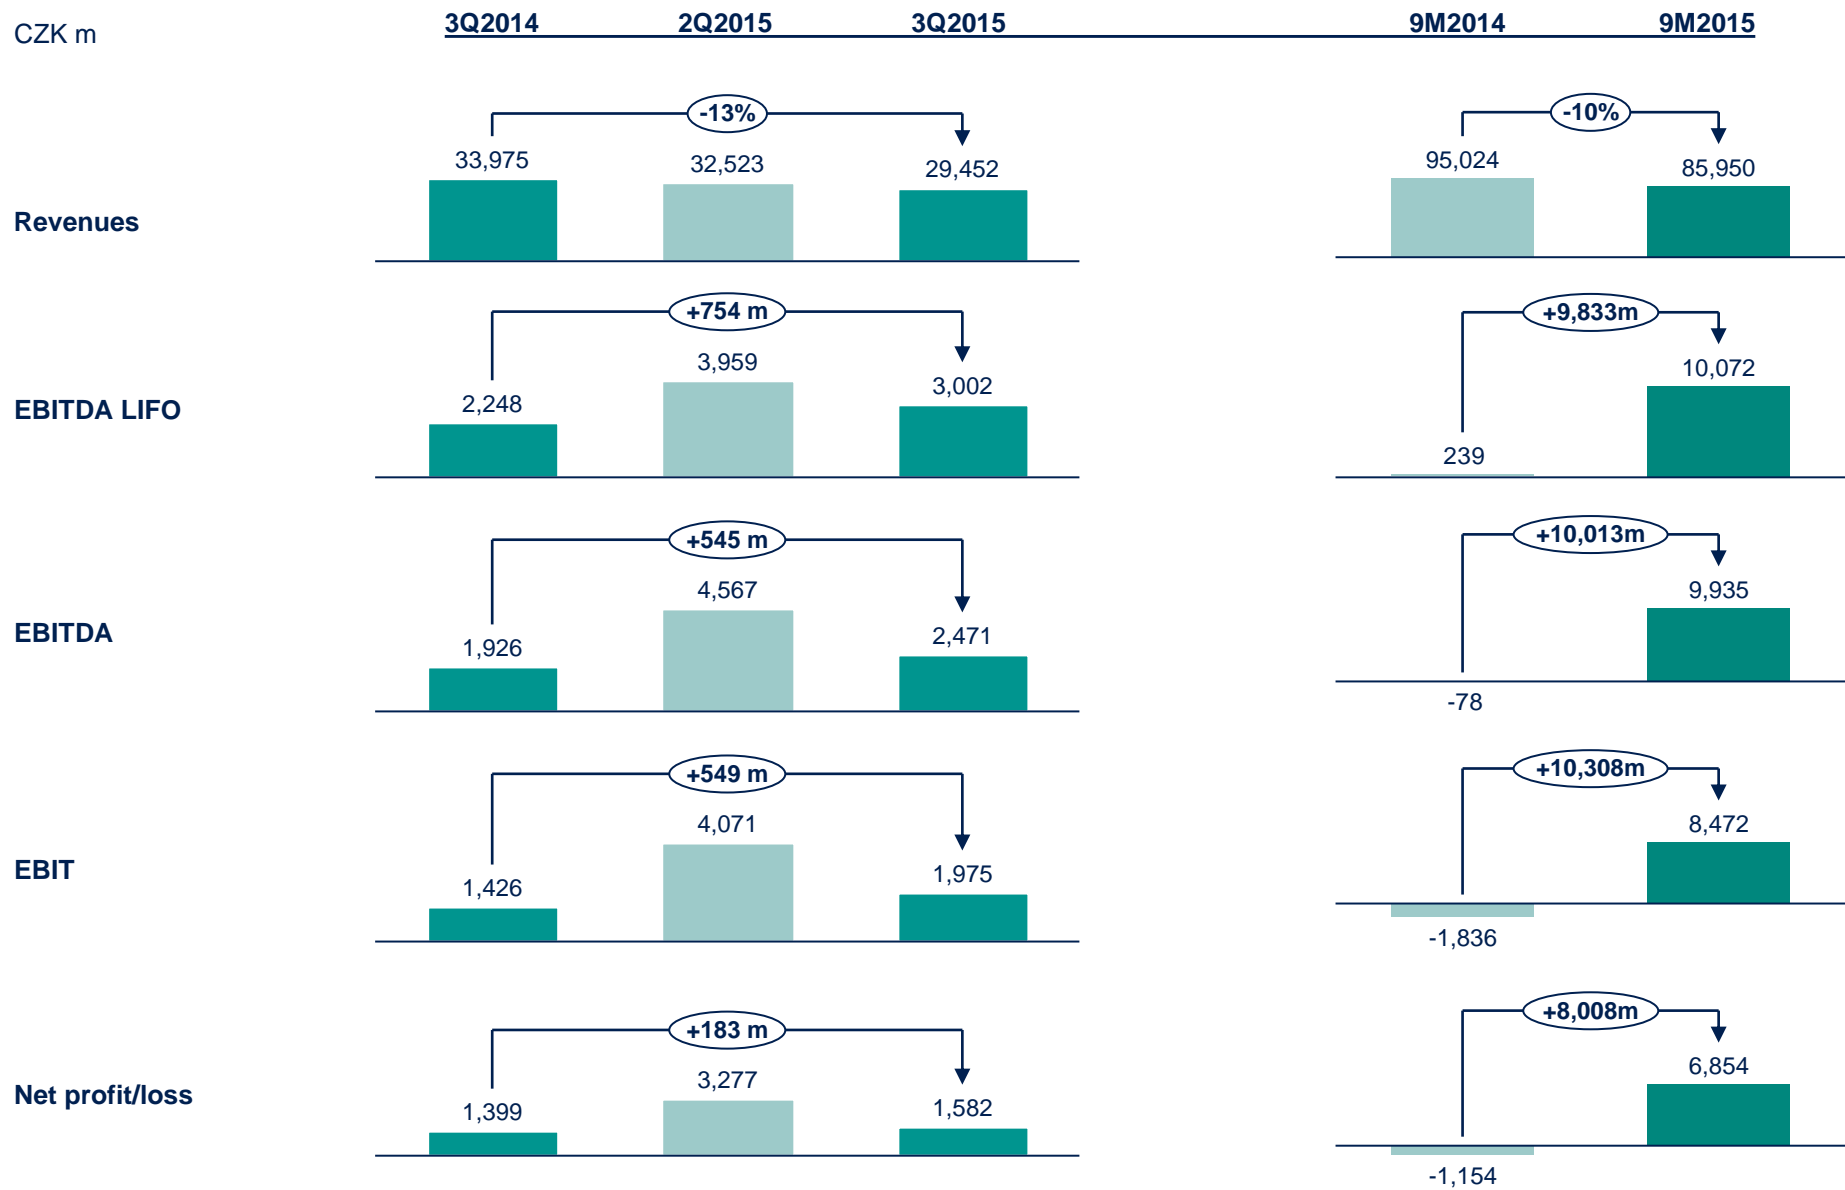 CZK m
3Q2014 2Q2015 3Q2015 9M2014 9M2015
-13% -10%
33,975 32,523 29,452 95,024 85,950
Revenues
+754 m +9,833m
2,248 3,959 3,002 239 10,072
EBITDA LIFO
+545 m +10,013m
1,926 4,567 2,471 -78 9,935
EBITDA
+549 m +10,308m
1,426 4,071 1,975 -1,836 8,472
EBIT
+183 m +8,008m
1,399 3,277 1,582 -1,154 6,854
Net profit/loss